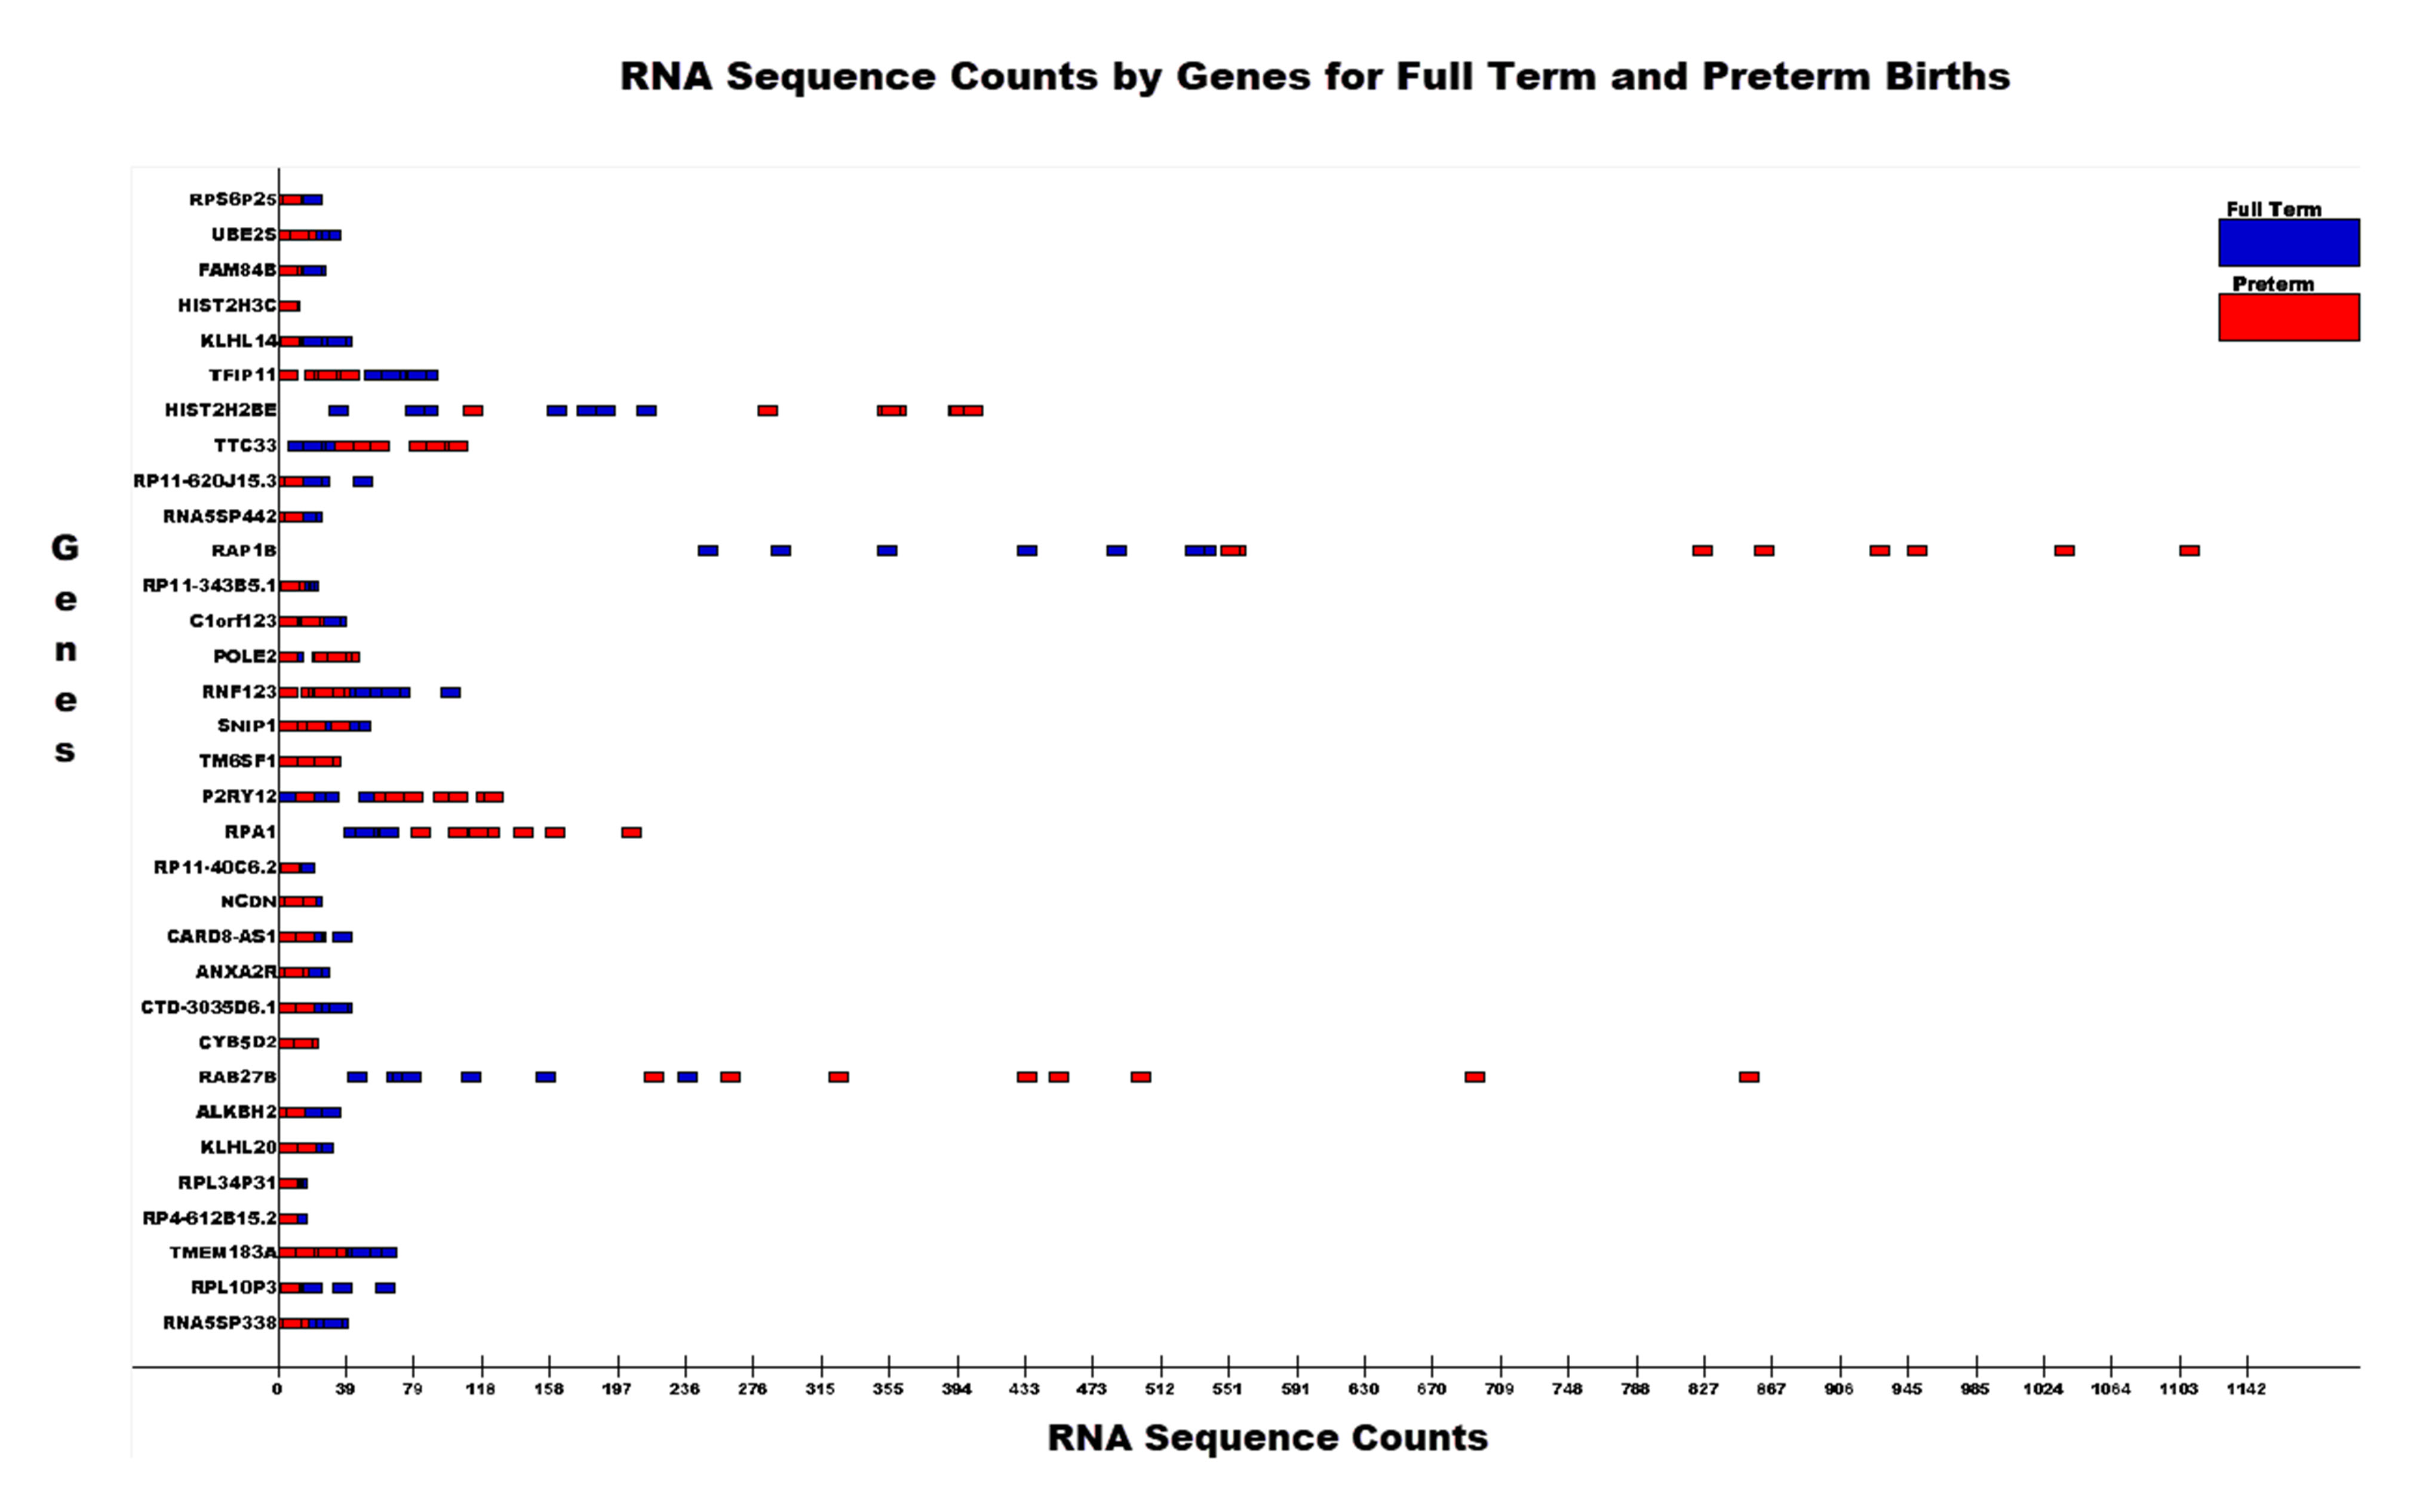 RNA Sequence Counts by Genes for Full Term and Preterm Births
Full Term
Preterm
RPS6P25
UBE2S
FAM84B
HIST2H3C
KLHL14
TFIP11
HIST2H2BE
TTC33
RP11-620J15.3
RNA5SP442
RAP1B
RP11-343B5.1
C1orf123
POLE2
RNF123
SNIP1
TM6SF1
P2RY12
RPA1
RP11-40C6.2
NCDN
CARD8-AS1
ANXA2R
CTD-3035D6.1
CYB5D2
RAB27B
ALKBH2
KLHL20
RPL34P31
RP4-612B15.2
TMEM183A
RPL10P3
RNA5SP338
Genes
0 39 79 118 158 197 236 276 315 355 394 433 473 512 551 591 630 670 709 748 788 827 867 906 945 985 1024 1064 1103 1142
RNA Sequence Counts